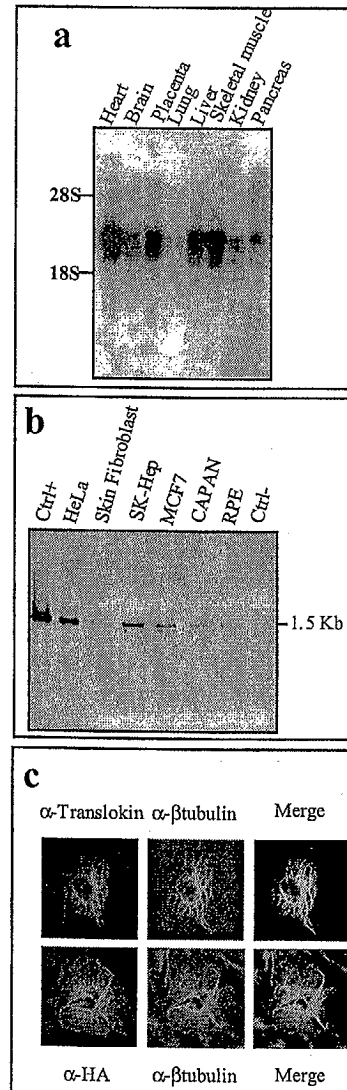 a
Heart
Brain
Placenta
Lung
Liver
Skeletal muscle
Kidney
Pancreas
28S
18S
b
Ctrl+
HeLa
Skin Fibroblast
SK-Hep
MCF7
CAPAN
RPE
Ctrl-
1.5 Kb
c
α-Translokin α-βtubulin Merge
α-HA α-βtubulin Merge